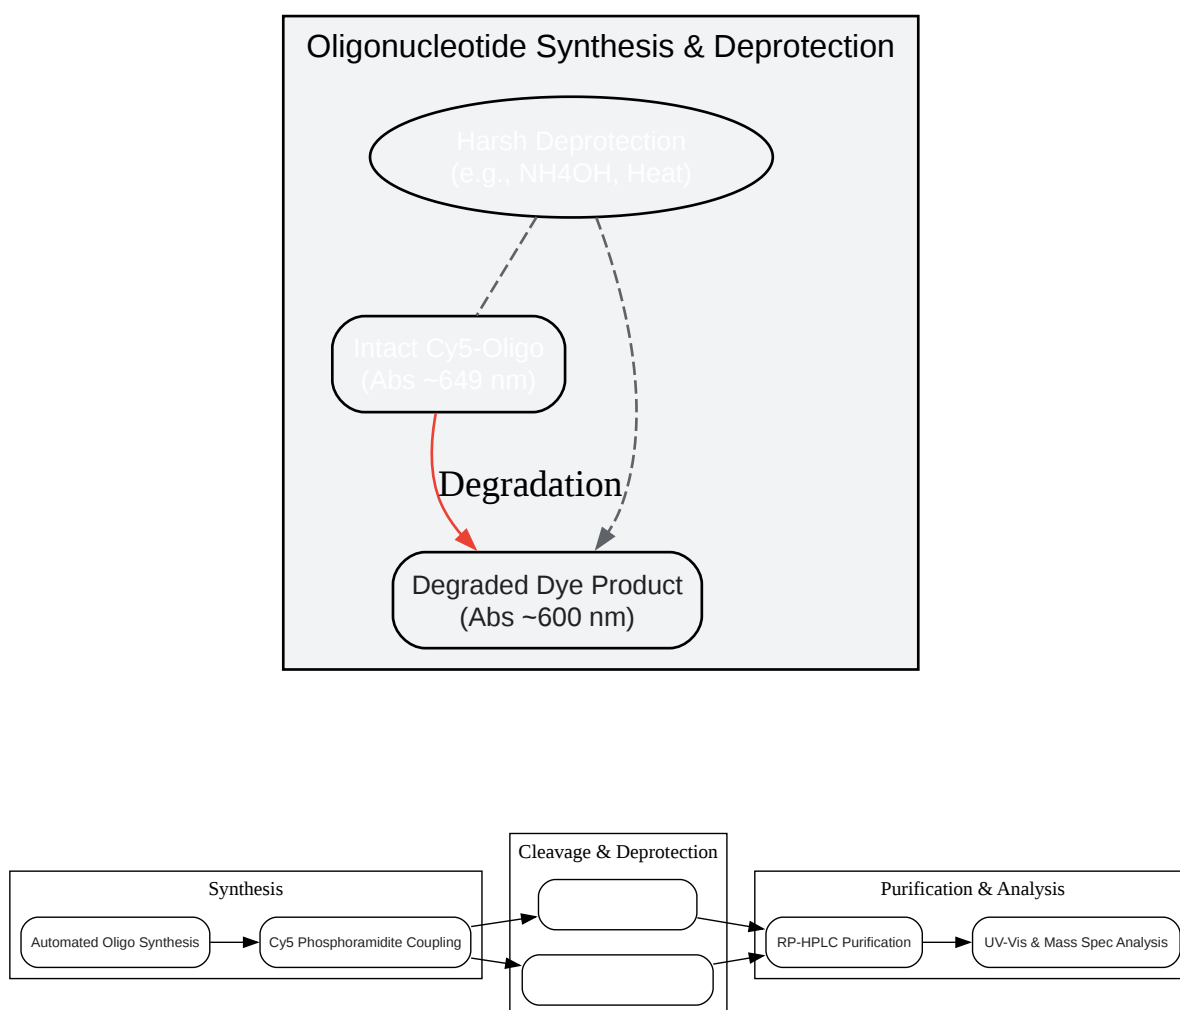 Oligonucleotide Synthesis & Deprotection
Harsh Deprotection
(e.g., NH4OH, Heat)
Intact Cy5-Oligo
(Abs ~649 nm)
Degradation
Degraded Dye Product
(Abs ~600 nm)
Cleavage & Deprotection
Synthesis
Purification & Analysis
Automated Oligo Synthesis
Cy5 Phosphoramidite Coupling
RP-HPLC Purification
UV-Vis & Mass Spec Analysis